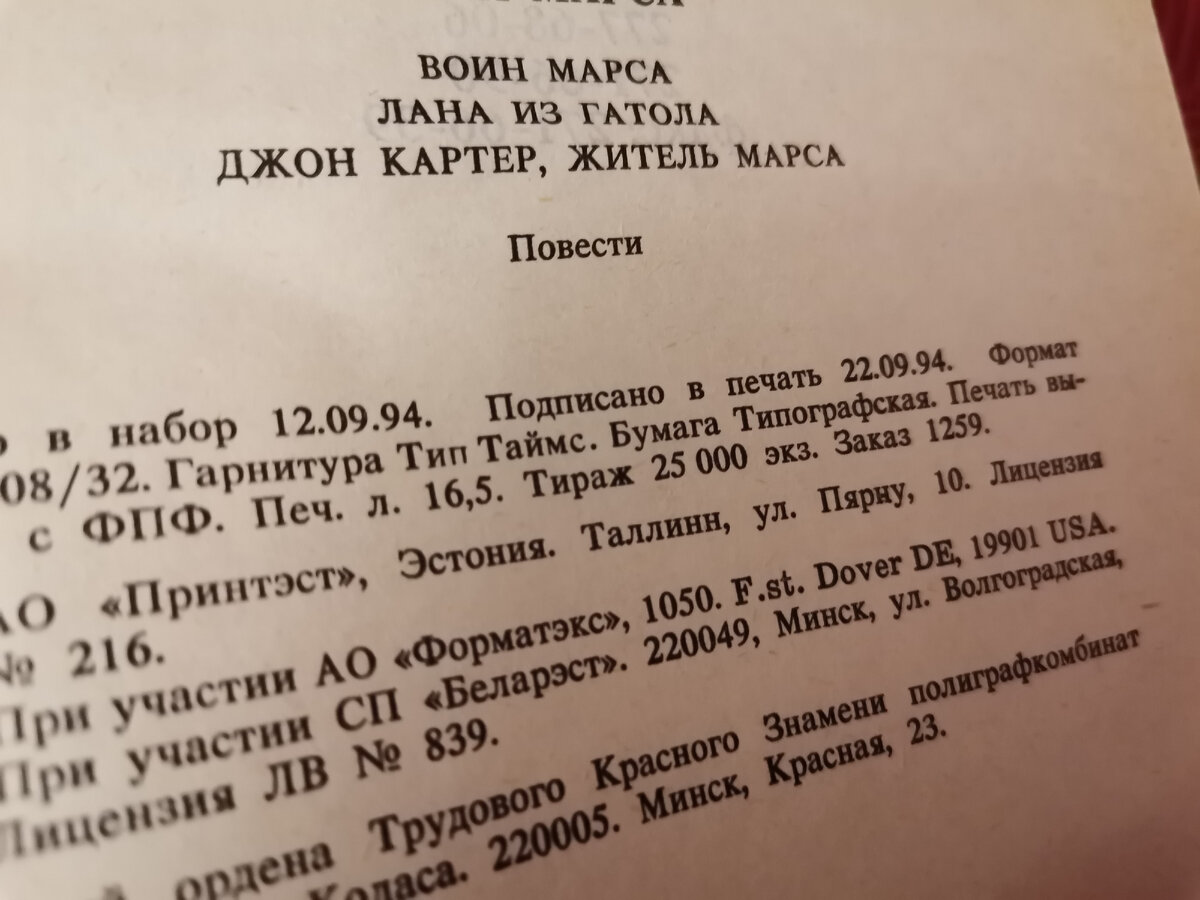 МАРСА
ВОИН МАРСА
ЛАНА ИЗ ГАТОЛА
ДЖОН КАРТЕР, ЖИТЕЛЬ МАРСА
Повести
в набор 12.09.94. Подписано в печать 22.09.94. Формат
08/32. Гарнитура Тип Таймс. Бумага Типографская. Печать вы-
с ФПФ. Печ. л. 16,5. Тираж 25 000 экз. Заказ 1259.
АО «Принтэст», Эстония. Таллинн, ул. Пярну, 10. Лицензия
№ 216.
При участии АО «Форматэкс», 1050. F.st. Dover DE, 19901 USA.
При участии СП «Беларэст». 220049, Минск, ул. Волгоградская,
Лицензия ЛВ № 839.
ордена Трудового Красного Знамени полиграфкомбинат
Коласа. 220005. Минск, Красная, 23.